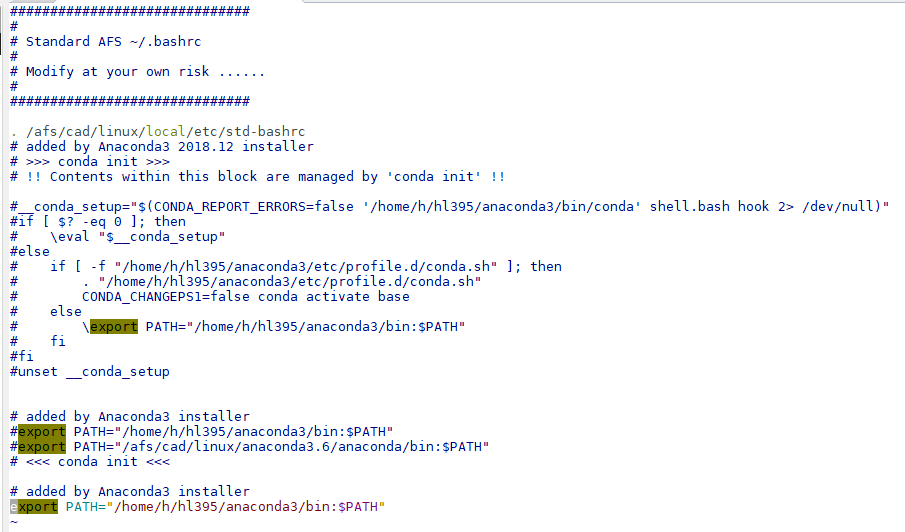 ##############################
#
# Standard AFS ~/.bashrc
#
# Modify at your own risk ......
#
##############################

. /afs/cad/linux/local/etc/std-bashrc
# added by Anaconda3 2018.12 installer
# >>> conda init >>>
# !! Contents within this block are managed by 'conda init' !!

#__conda_setup="$(CONDA_REPORT_ERRORS=false '/home/h/hl395/anaconda3/bin/conda' shell.bash hook 2> /dev/null)"
#if [ $? -eq 0 ]; then
#    \eval "$__conda_setup"
#else
#    if [ -f "/home/h/hl395/anaconda3/etc/profile.d/conda.sh" ]; then
#        . "/home/h/hl395/anaconda3/etc/profile.d/conda.sh"
#        CONDA_CHANGEPS1=false conda activate base
#    else
#        \export PATH="/home/h/hl395/anaconda3/bin:$PATH"
#    fi
#fi
#unset __conda_setup


# added by Anaconda3 installer
#export PATH="/home/h/hl395/anaconda3/bin:$PATH"
#export PATH="/afs/cad/linux/anaconda3.6/anaconda/bin:$PATH"
# <<< conda init <<<

# added by Anaconda3 installer
export PATH="/home/h/hl395/anaconda3/bin:$PATH"
~